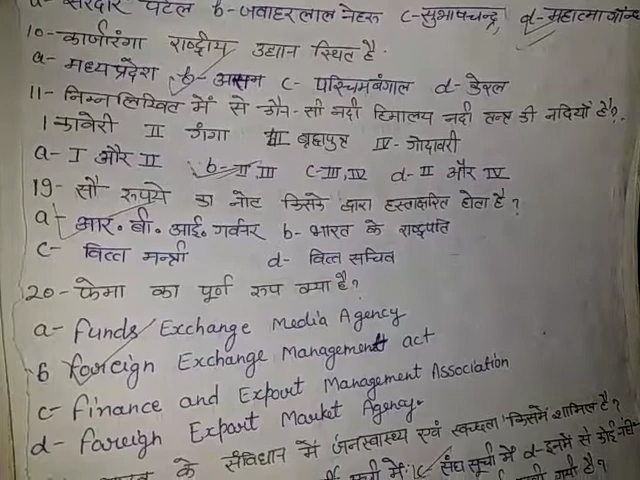 a- सरदार पटेल b- जवाहरलाल नेहरू c- सुभाषचन्द्र, d- महात्मा गाँन्ध
10- कार्जारंगा राष्ट्रीय उद्यान स्थित है.
a- मध्यप्रदेश b- असम c- पश्चिमबंगाल d- केरल
11- निम्नलिखित में से कौन-सी नदी हिमालय नदी तन्त्र की नदियाँ है?.
I कावेरी II गंगा III ब्रह्मपुत्र IV- गोदावरी
a- I और II b- II, III c- III, IV d- II और IV
19- सौ रुपये का नोट किसके द्वारा हस्ताक्षरित होता है?
a- आर. बी. आई. गर्वनर b- भारत के राष्ट्रपति
c- वित्त मन्त्री d- वित्त सचिव
20- फेमा का पूर्ण रूप क्या है?
a- Funds Exchange Media Agency
b Foreign Exchange Management act
c- Finance and Export Management Association
d- Foreign Export Market Agency.
के संविधान में जनस्वास्थ्य एवं स्वच्छता किसमें शामिल है?
में c- संघ सूची में d- इनमें से कोई नही
है?